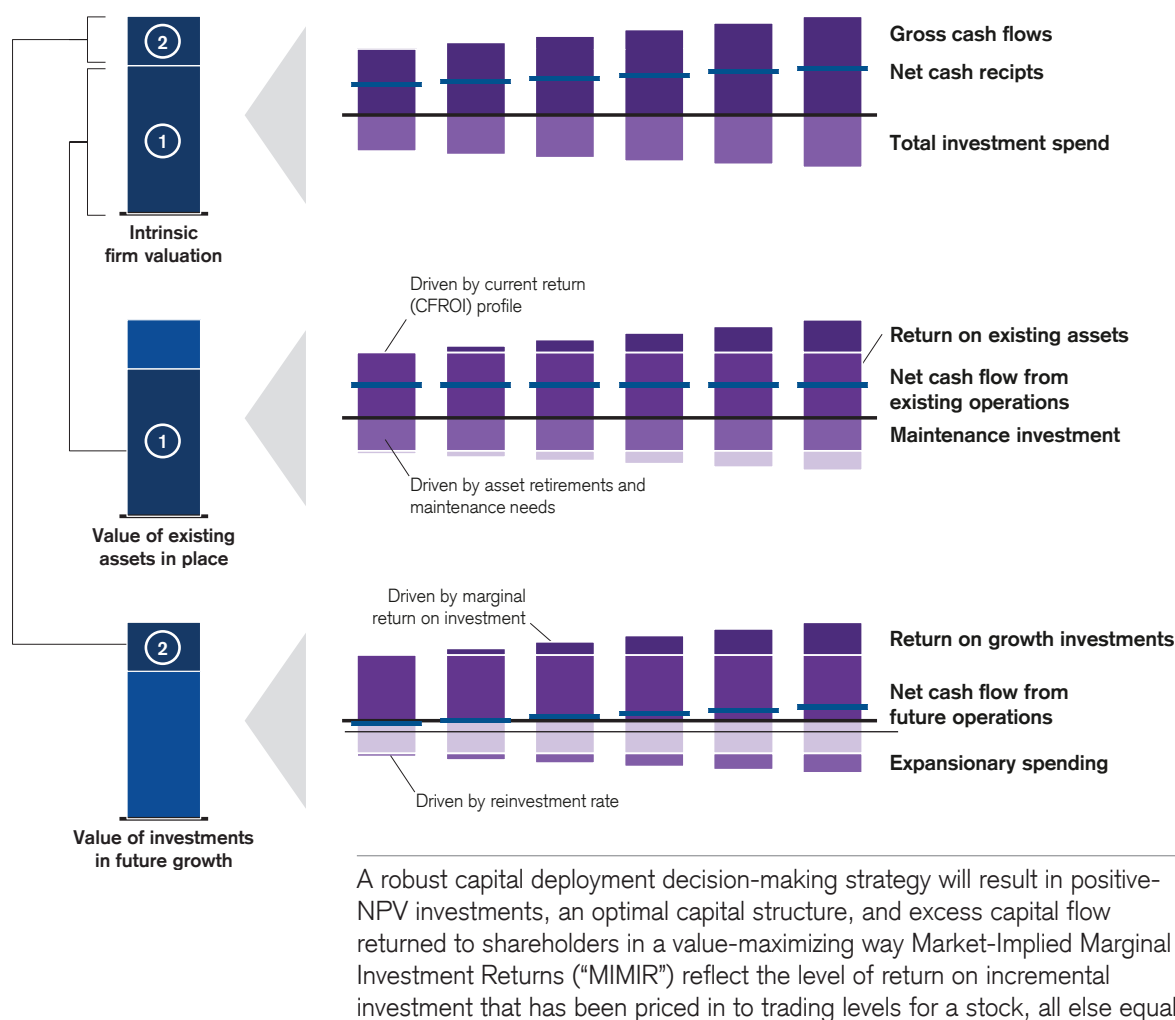 2
1
Intrinsic
firm valuation
Gross cash flows
Net cash recipts
Total investment spend
Driven by current return
(CFROI) profile
1
Value of existing
assets in place
Return on existing assets
Net cash flow from
existing operations
Maintenance investment
Driven by asset retirements and
maintenance needs
Driven by marginal
return on investment
2
Value of investments
in future growth
Return on growth investments
Net cash flow from
future operations
Expansionary spending
Driven by reinvestment rate
A robust capital deployment decision-making strategy will result in positive-
NPV investments, an optimal capital structure, and excess capital flow
returned to shareholders in a value-maximizing way Market-Implied Marginal
Investment Returns (“MIMIR”) reflect the level of return on incremental
investment that has been priced in to trading levels for a stock, all else equal